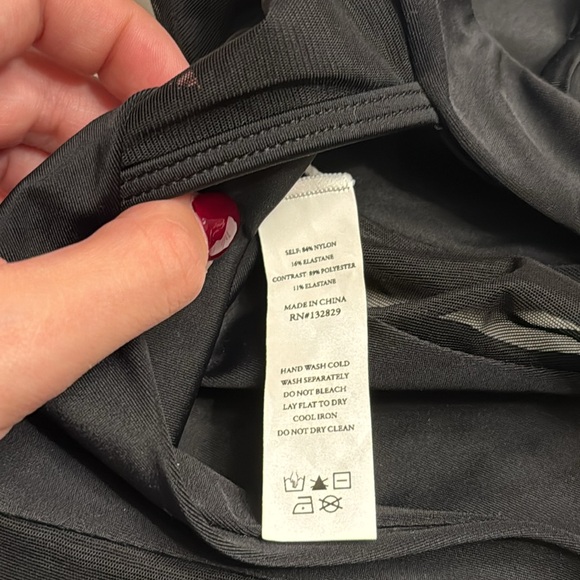 SELF: 84% NYLON
16% ELASTANE
CONTRAST: 89% POLYESTER
11% ELASTANE
MADE IN CHINA
RN#132829
HAND WASH COLD
WASH SEPARATELY
DO NOT BLEACH
LAY FLAT TO DRY
COOL IRON
DO NOT DRY CLEAN